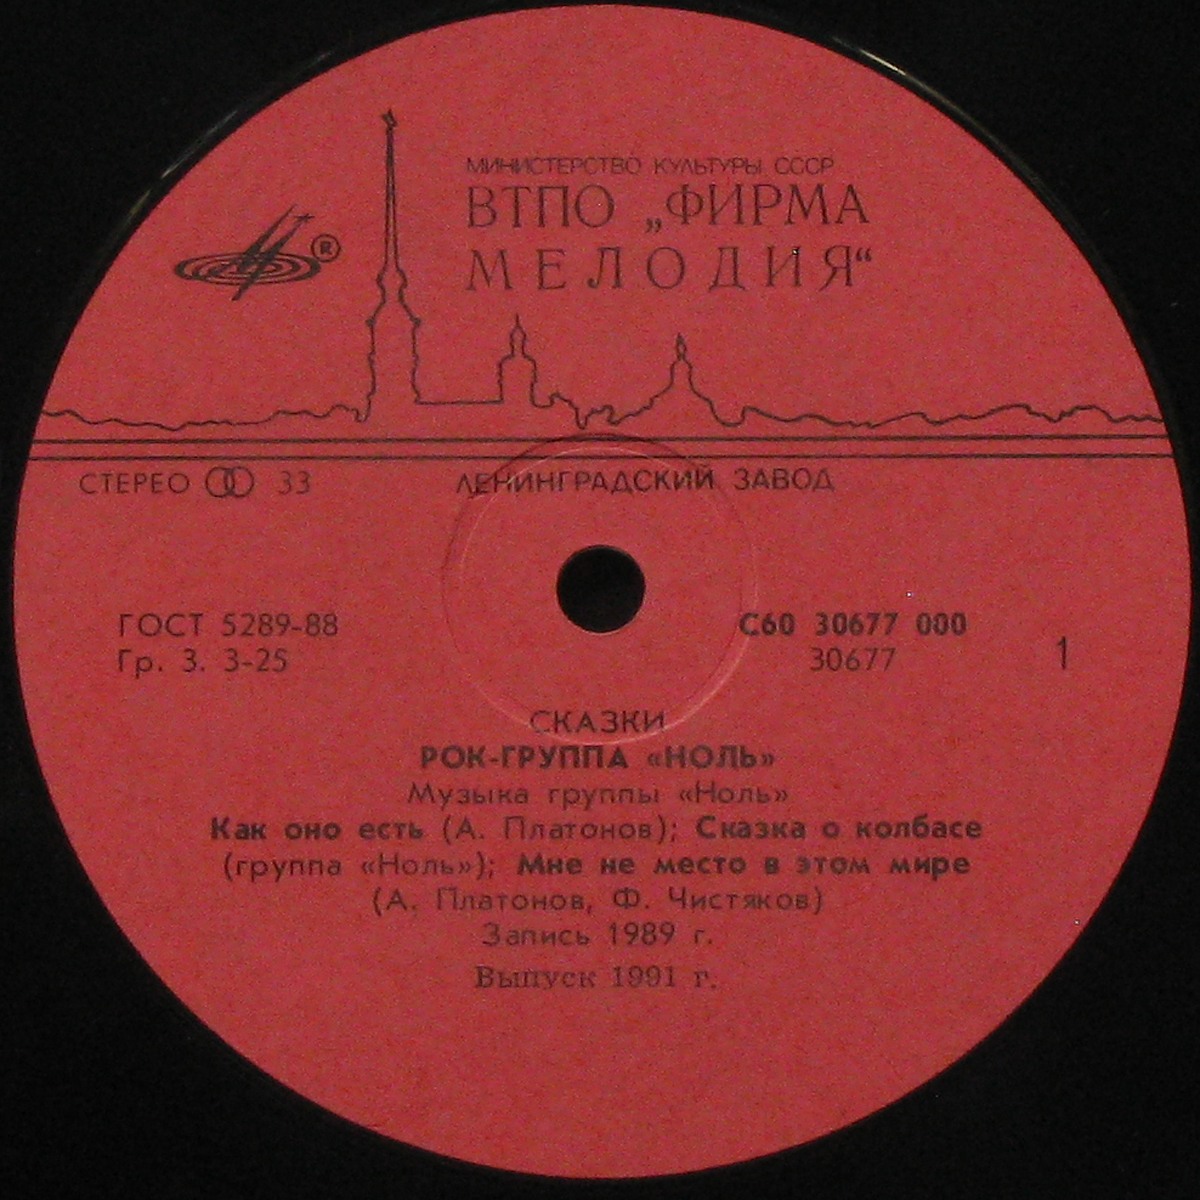 МИНИСТЕРСТВО КУЛЬТУРЫ СССР
ВТПО „ФИРМА
МЕЛОДИЯ“
®
СТЕРЕО 33
ЛЕНИНГРАДСКИЙ ЗАВОД
ГОСТ 5289-88
Гр. 3. 3-25
С60 30677 000
30677
1
СКАЗКИ
РОК-ГРУППА «НОЛЬ»
Музыка группы «Ноль»
Как оно есть (А. Платонов); Сказка о колбасе
(группа «Ноль»); Мне не место в этом мире
(А. Платонов, Ф. Чистяков)
Запись 1989 г.
Выпуск 1991 г.